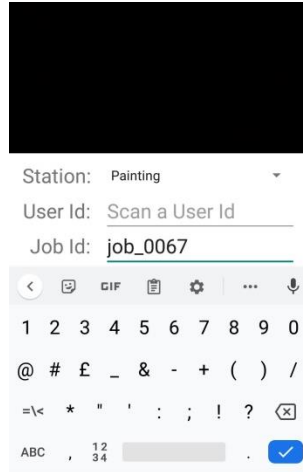 Station: Painting
User Id: Scan a User Id
Job Id: job_0067
GIF
1 2 3 4 5 6 7 8 9 0
@ # £ _ & - + ( ) /
=\< * " ' : ; ! ?
ABC , 12 34 .